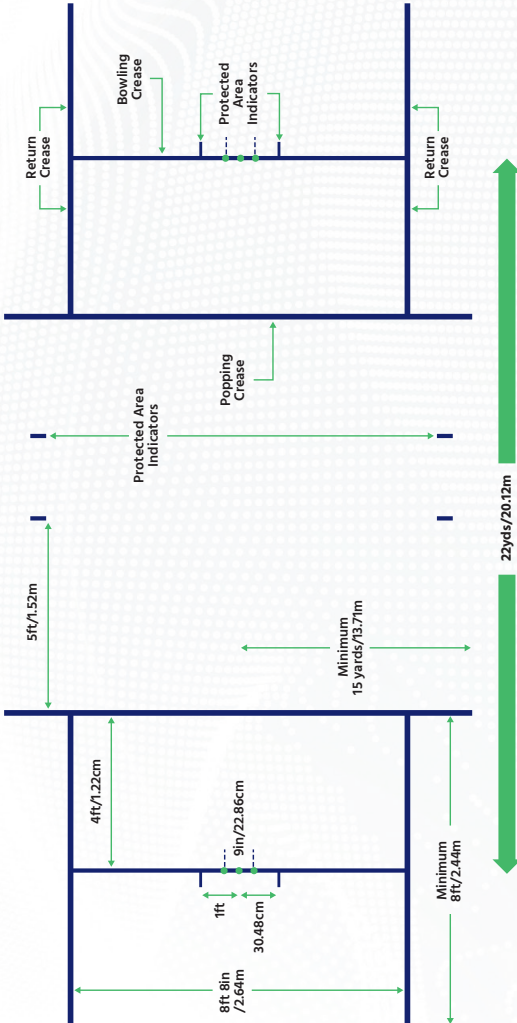 Return
Crease
Bowling
Crease
Protected
Area
Indicators
Return
Crease
Popping
Crease
Protected Area
Indicators
22yds/20.12m
5ft/1.52m
Minimum
15 yards/13.71m
4ft/1.22cm
9in/22.86cm
1ft
30.48cm
Minimum
8ft/2.44m
8ft 8in
/2.64m